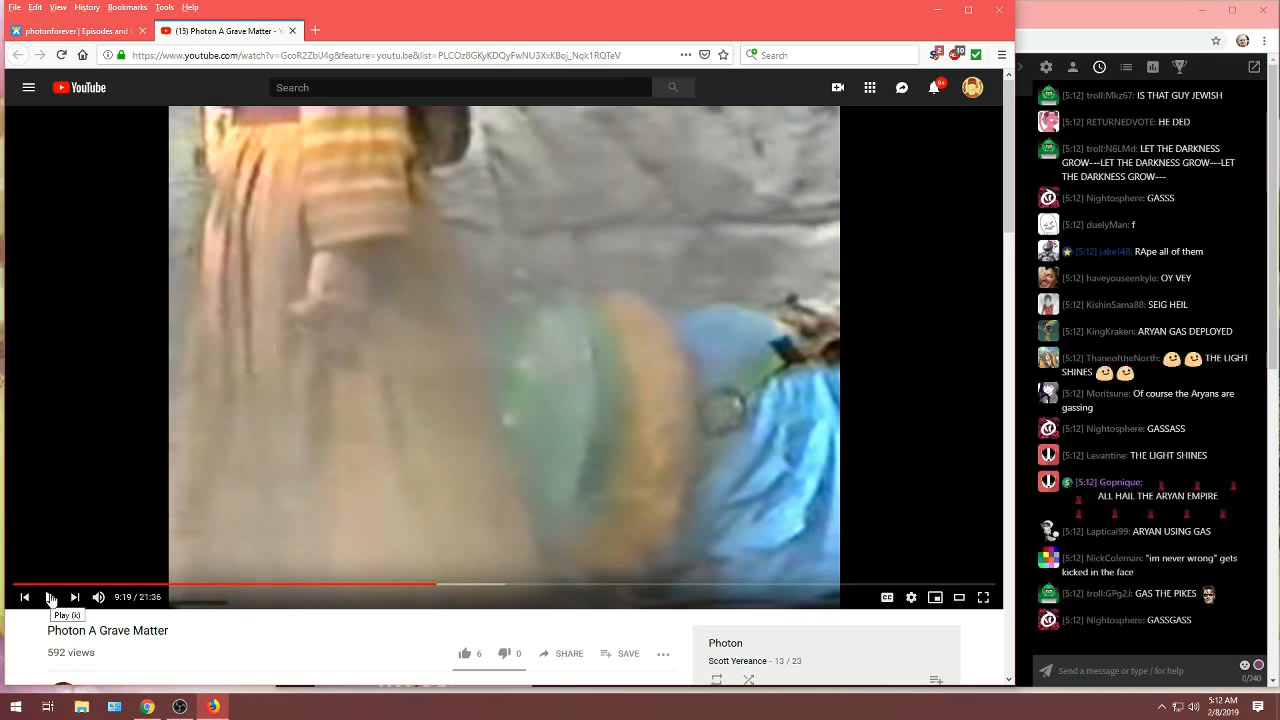 File Edit View History Bookmarks Tools Help
photonforever | Episodes and
(15) Photon A Grave Matter - Y
https://www.youtube.com/watch?v=GcoR2ZblJ4g&feature=youtu.be&list=PLCOz8GKyKDQyFwNU3XxKBoj_Nqk1RQTeV
Search
2
10
YouTube
Search
9+
9:19 / 21:36
CC
Play (k)
Photon A Grave Matter
592 views
6
0
SHARE
SAVE
Photon
Scott Yereance - 13 / 23
[5:12] troll:Mkz67: IS THAT GUY JEWISH
[5:12] RETURNEDVOTE: HE DED
[5:12] troll:N6LMd: LET THE DARKNESS
GROW---LET THE DARKNESS GROW---LET
THE DARKNESS GROW---
[5:12] Nightosphere: GASSS
[5:12] duelyMan: f
[5:12] jake148: RApe all of them
[5:12] haveyouseenkyle: OY VEY
[5:12] KishinSama88: SEIG HEIL
[5:12] KingKraken: ARYAN GAS DEPLOYED
[5:12] ThaneoftheNorth: THE LIGHT
SHINES
[5:12] Moritsune: Of course the Aryans are
gassing
[5:12] Nightosphere: GASSASS
[5:12] Levantine: THE LIGHT SHINES
[5:12] Gopnique:
ALL HAIL THE ARYAN EMPIRE
[5:12] Laptical99: ARYAN USING GAS
[5:12] NickColeman: "im never wrong" gets
kicked in the face
[5:12] troll:GPg2J: GAS THE PIKES
[5:12] Nightosphere: GASSGASS
Send a message or type / for help
0/240
5:12 AM
2/8/2019